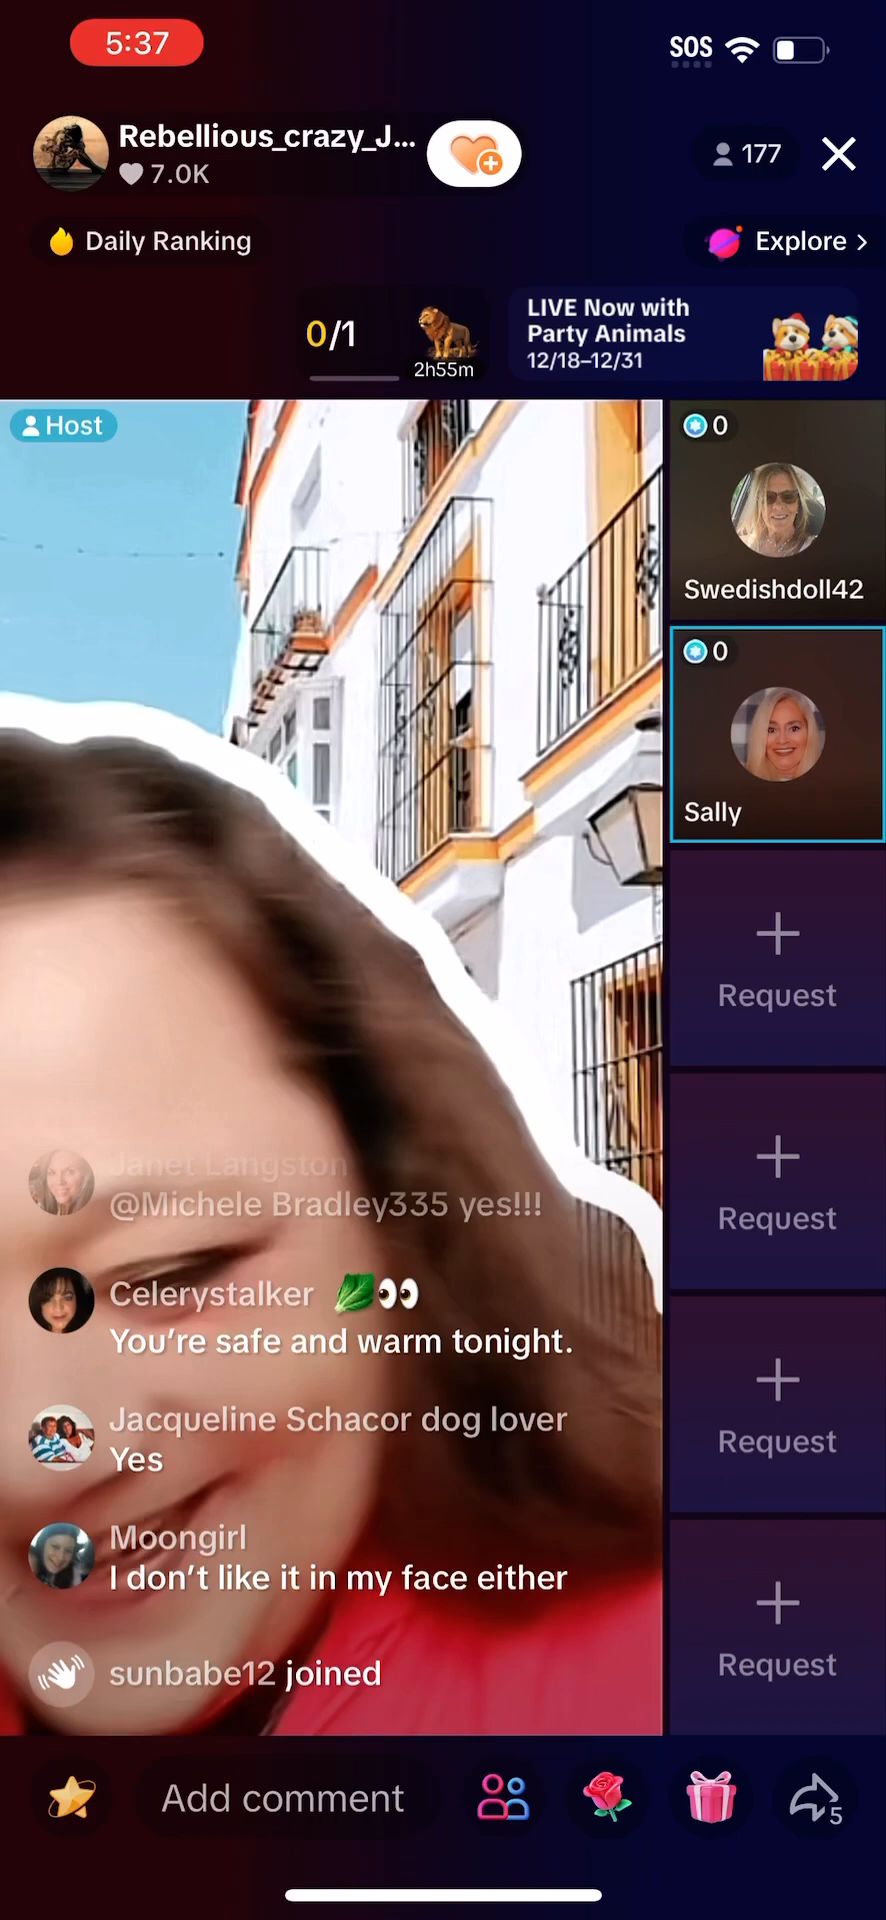 5:37
SOS
Rebellious_crazy_J...
7.0K
177
Daily Ranking
Explore >
0/1
2h55m
LIVE Now with
Party Animals
12/18–12/31
Host
0
Swedishdoll42
0
Sally
Request
Request
Request
Request
Janet Langston
@Michele Bradley335 yes!!!
Celerystalker 🥬👀
You're safe and warm tonight.
Jacqueline Schacor dog lover
Yes
Moongirl
I don't like it in my face either
sunbabe12 joined
Add comment
5